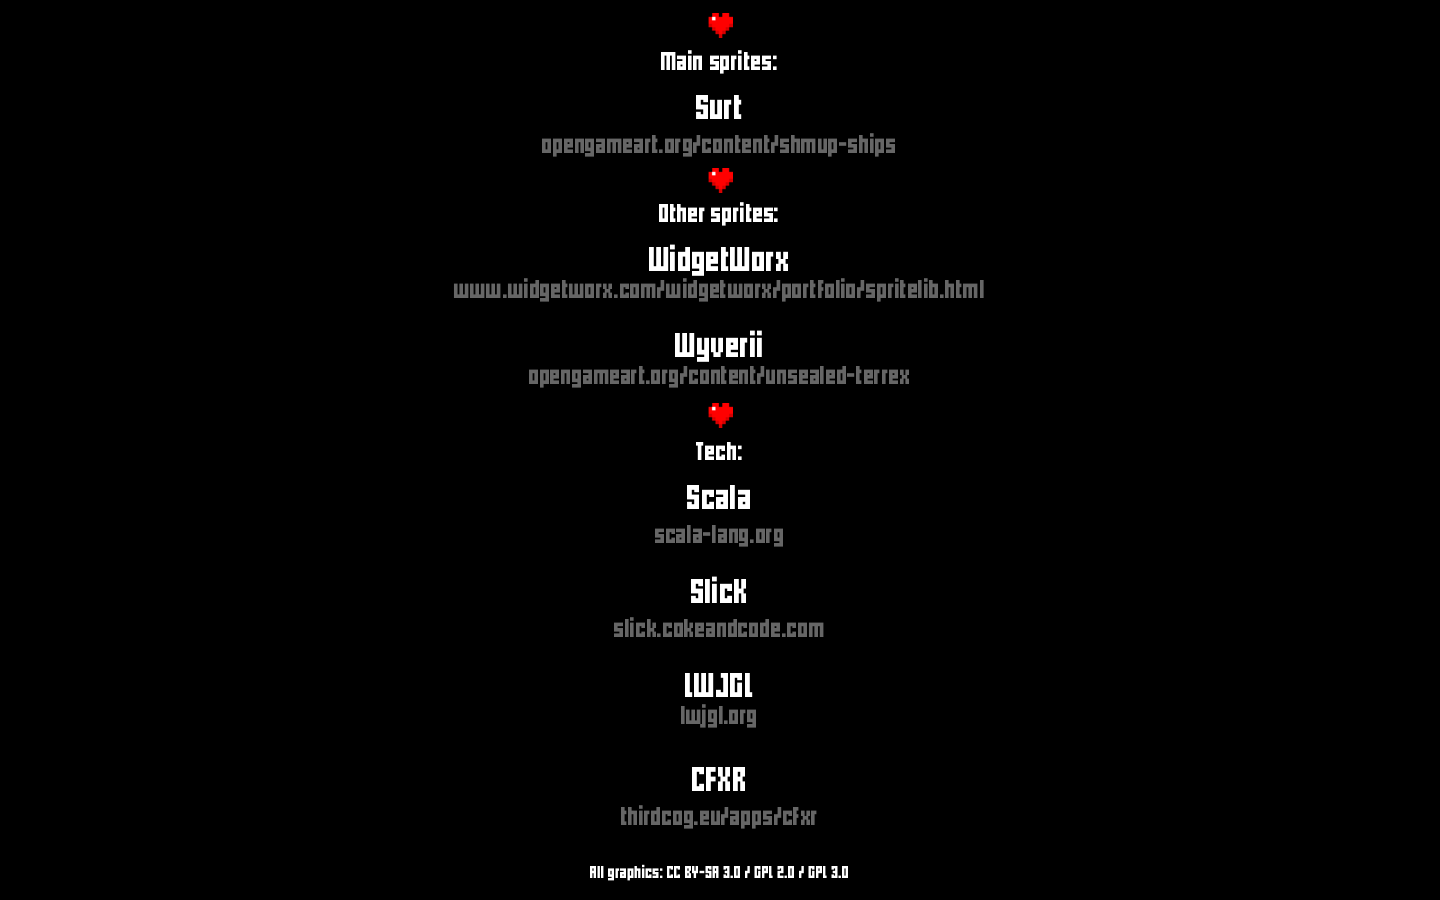 Main sprites:
Surt
opengameart.org/content/shmup-ships
Other sprites:
WidgetWorx
www.widgetworx.com/widgetworx/portfolio/spritelib.html
Wyverii
opengameart.org/content/unsealed-terrex
Tech:
Scala
scala-lang.org
Slick
slick.cokeandcode.com
LWJGL
lwjgl.org
CFXR
thirdcog.eu/apps/cfxr
All graphics: CC BY-SA 3.0 / GPL 2.0 / GPL 3.0